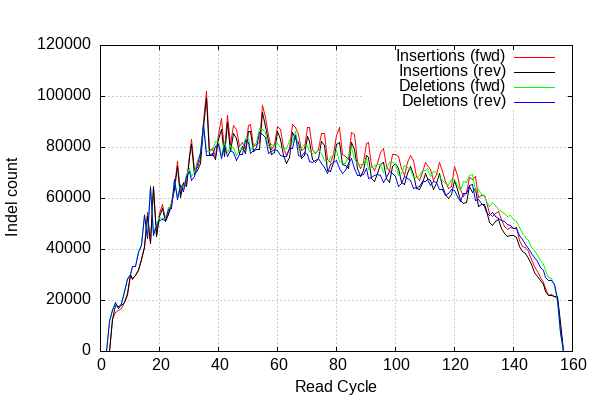 120000
100000
80000
60000
40000
20000
0
Indel count
Insertions (fwd)
Insertions (rev)
Deletions (fwd)
Deletions (rev)
0 20 40 60 80 100 120 140 160
Read Cycle